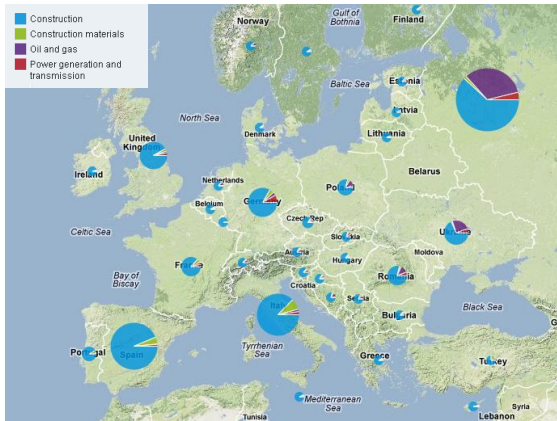 Construction
Construction materials
Oil and gas
Power generation and
transmission
Norway
Gulf of
Bothnia
Finland
Estonia
Baltic Sea
Latvia
North Sea
Denmark
Lithuania
United
Kingdom
Ireland
Netherlands
Belarus
Belgium
Germany
Poland
Celtic Sea
Czech Rep
Ukraine
Slovakia
Moldova
Austria
Hungary
France
Romania
Bay of
Biscay
Croatia
Serbia
Italy
Bulgaria
Black Sea
G
Portugal
Spain
Tyrrhenian
Sea
Greece
Turkey
Mediterranean
Sea
Tunisia
Syria
Lebanon